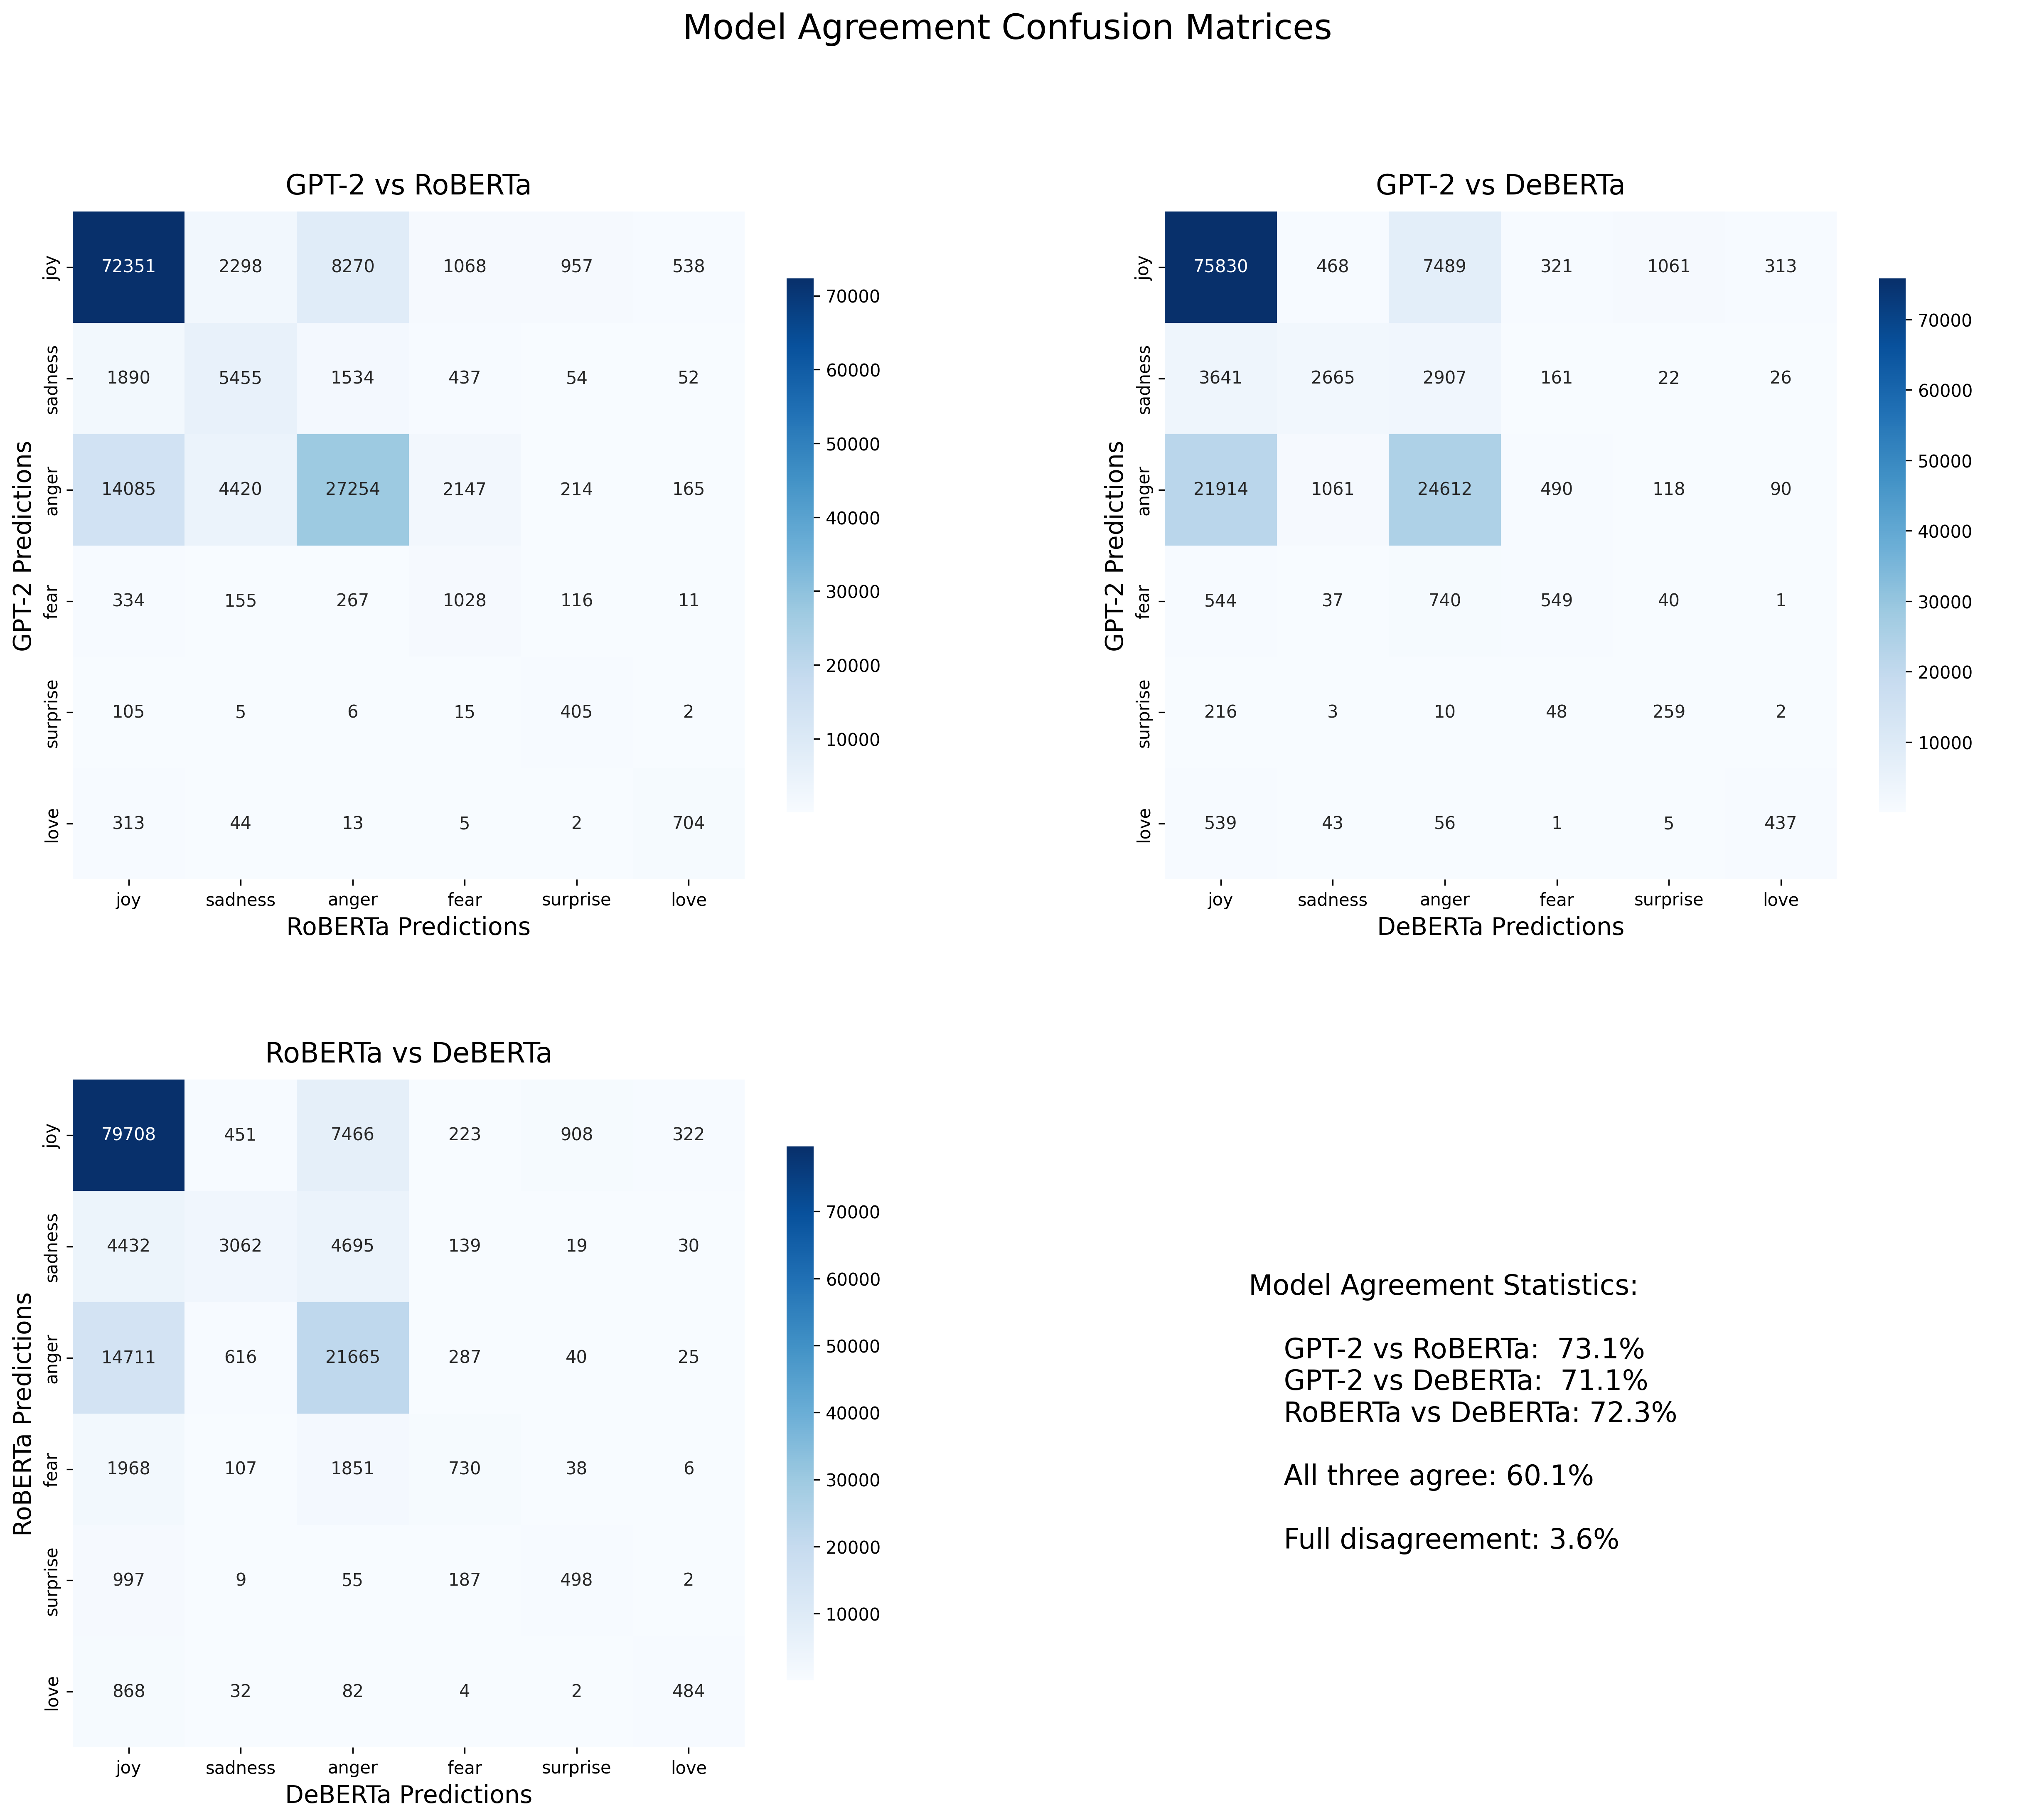 Model Agreement Confusion Matrices
GPT-2 vs RoBERTa
GPT-2 Predictions
joy 72351 2298 8270 1068 957 538
sadness 1890 5455 1534 437 54 52
anger 14085 4420 27254 2147 214 165
fear 334 155 267 1028 116 11
surprise 105 5 6 15 405 2
love 313 44 13 5 2 704
joy sadness anger fear surprise love
RoBERTa Predictions
70000
60000
50000
40000
30000
20000
10000
GPT-2 vs DeBERTa
GPT-2 Predictions
joy 75830 468 7489 321 1061 313
sadness 3641 2665 2907 161 22 26
anger 21914 1061 24612 490 118 90
fear 544 37 740 549 40 1
surprise 216 3 10 48 259 2
love 539 43 56 1 5 437
joy sadness anger fear surprise love
DeBERTa Predictions
70000
60000
50000
40000
30000
20000
10000
RoBERTa vs DeBERTa
RoBERTa Predictions
joy 79708 451 7466 223 908 322
sadness 4432 3062 4695 139 19 30
anger 14711 616 21665 287 40 25
fear 1968 107 1851 730 38 6
surprise 997 9 55 187 498 2
love 868 32 82 4 2 484
joy sadness anger fear surprise love
DeBERTa Predictions
70000
60000
50000
40000
30000
20000
10000
Model Agreement Statistics:
GPT-2 vs RoBERTa: 73.1%
GPT-2 vs DeBERTa: 71.1%
RoBERTa vs DeBERTa: 72.3%
All three agree: 60.1%
Full disagreement: 3.6%